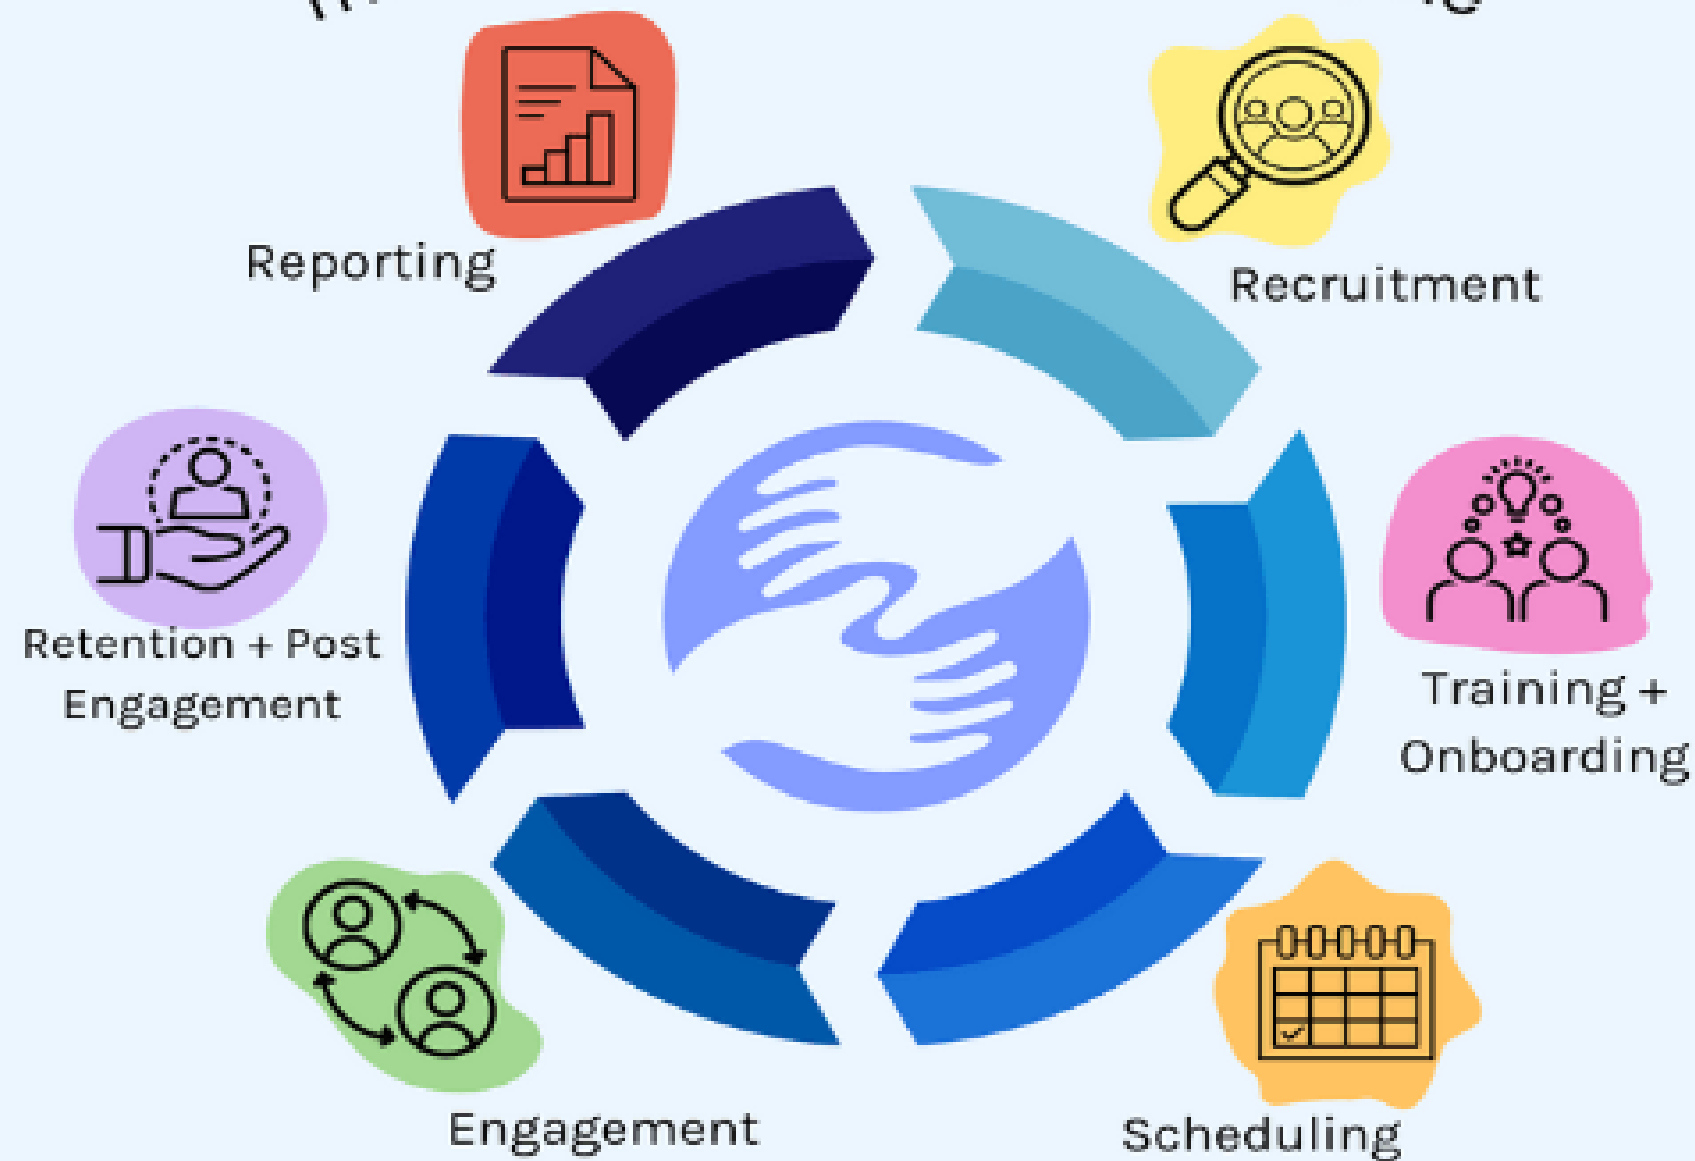 Reporting
Recruitment
Retention + Post
Engagement
Training +
Onboarding
Engagement
Scheduling